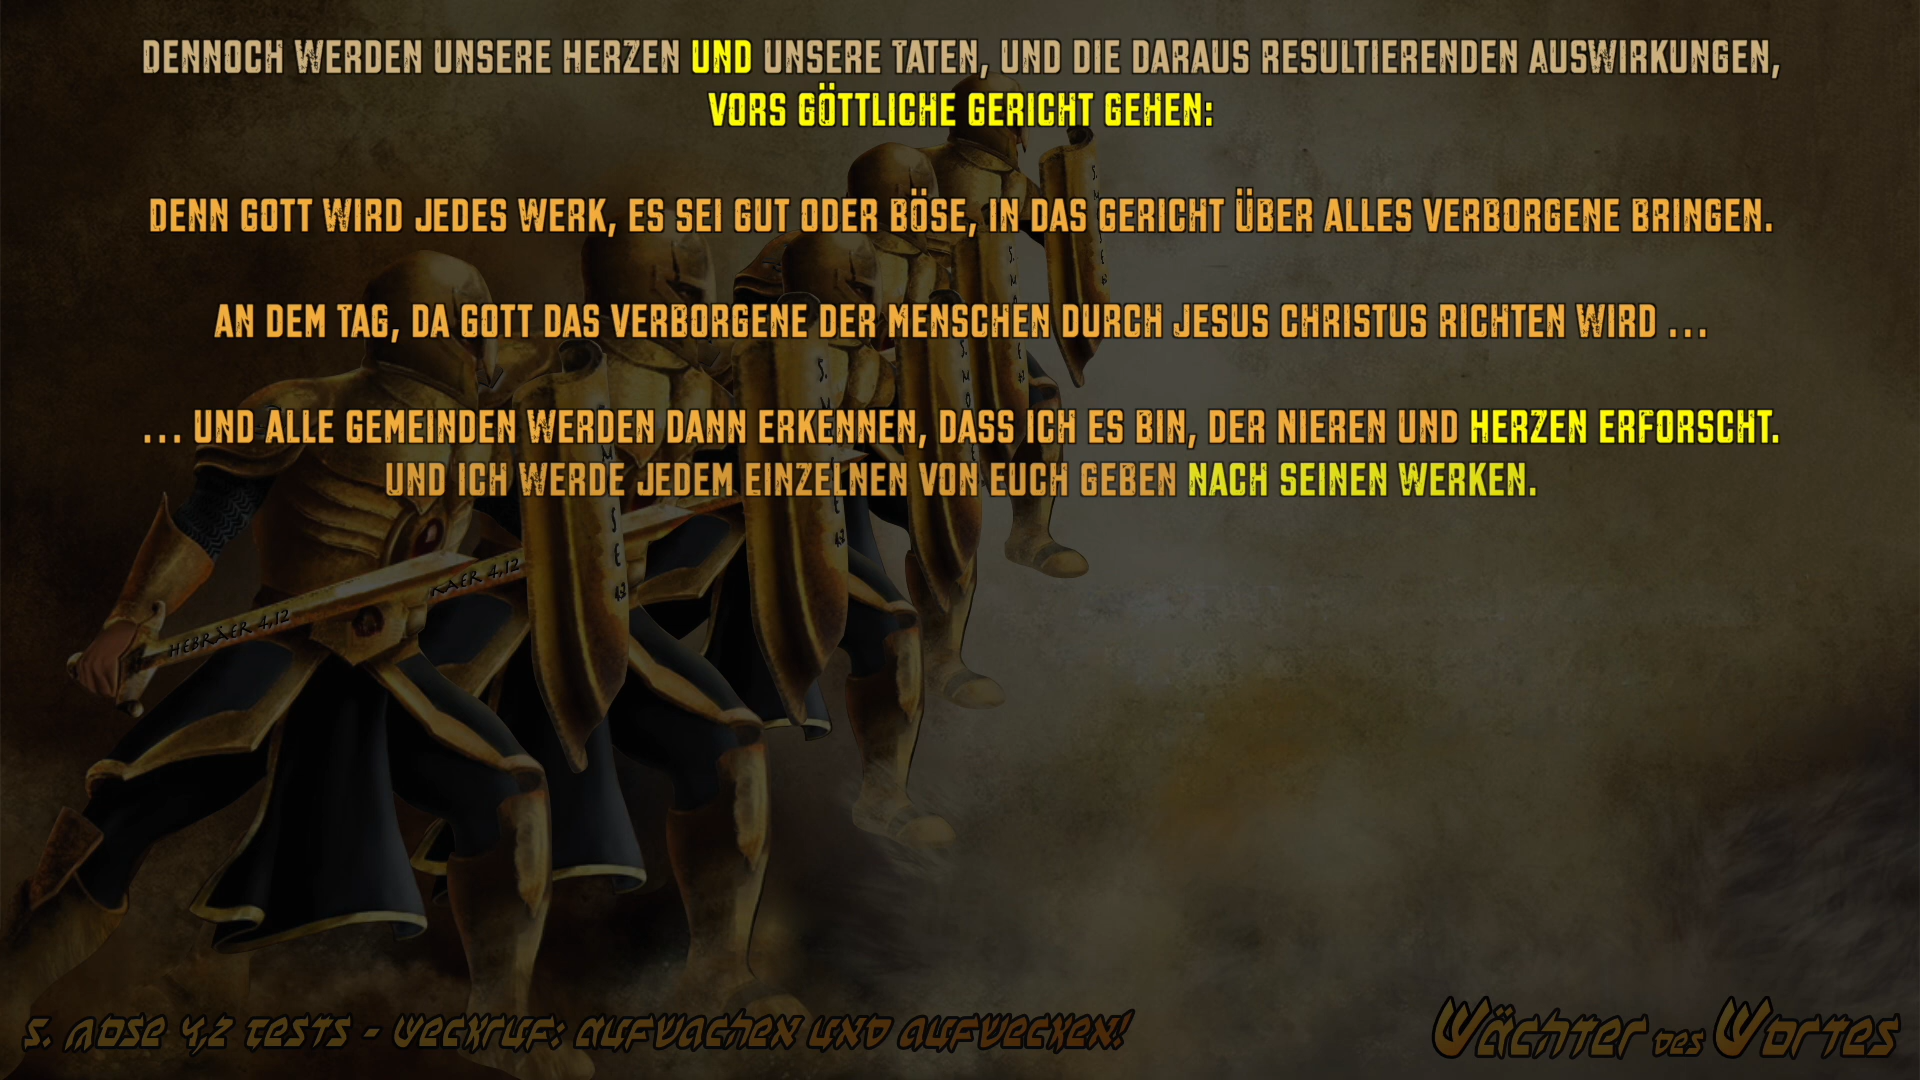 DENNOCH WERDEN UNSERE HERZEN UND UNSERE TATEN, UND DIE DARAUS RESULTIERENDEN AUSWIRKUNGEN,
VORS GÖTTLICHE GERICHT GEHEN:
DENN GOTT WIRD JEDES WERK, ES SEI GUT ODER BÖSE, IN DAS GERICHT ÜBER ALLES VERBORGENE BRINGEN.
AN DEM TAG, DA GOTT DAS VERBORGENE DER MENSCHEN DURCH JESUS CHRISTUS RICHTEN WIRD ...
... UND ALLE GEMEINDEN WERDEN DANN ERKENNEN, DASS ICH ES BIN, DER NIEREN UND HERZEN ERFORSCHT.
UND ICH WERDE JEDEM EINZELNEN VON EUCH GEBEN NACH SEINEN WERKEN.
HEBRÄER 4,12
4,12
5. MOSE 4,2 TESTS - WECKRUF: AUFWACHEN UND AUFWECKEN!
WÄCHTER DES WORTES